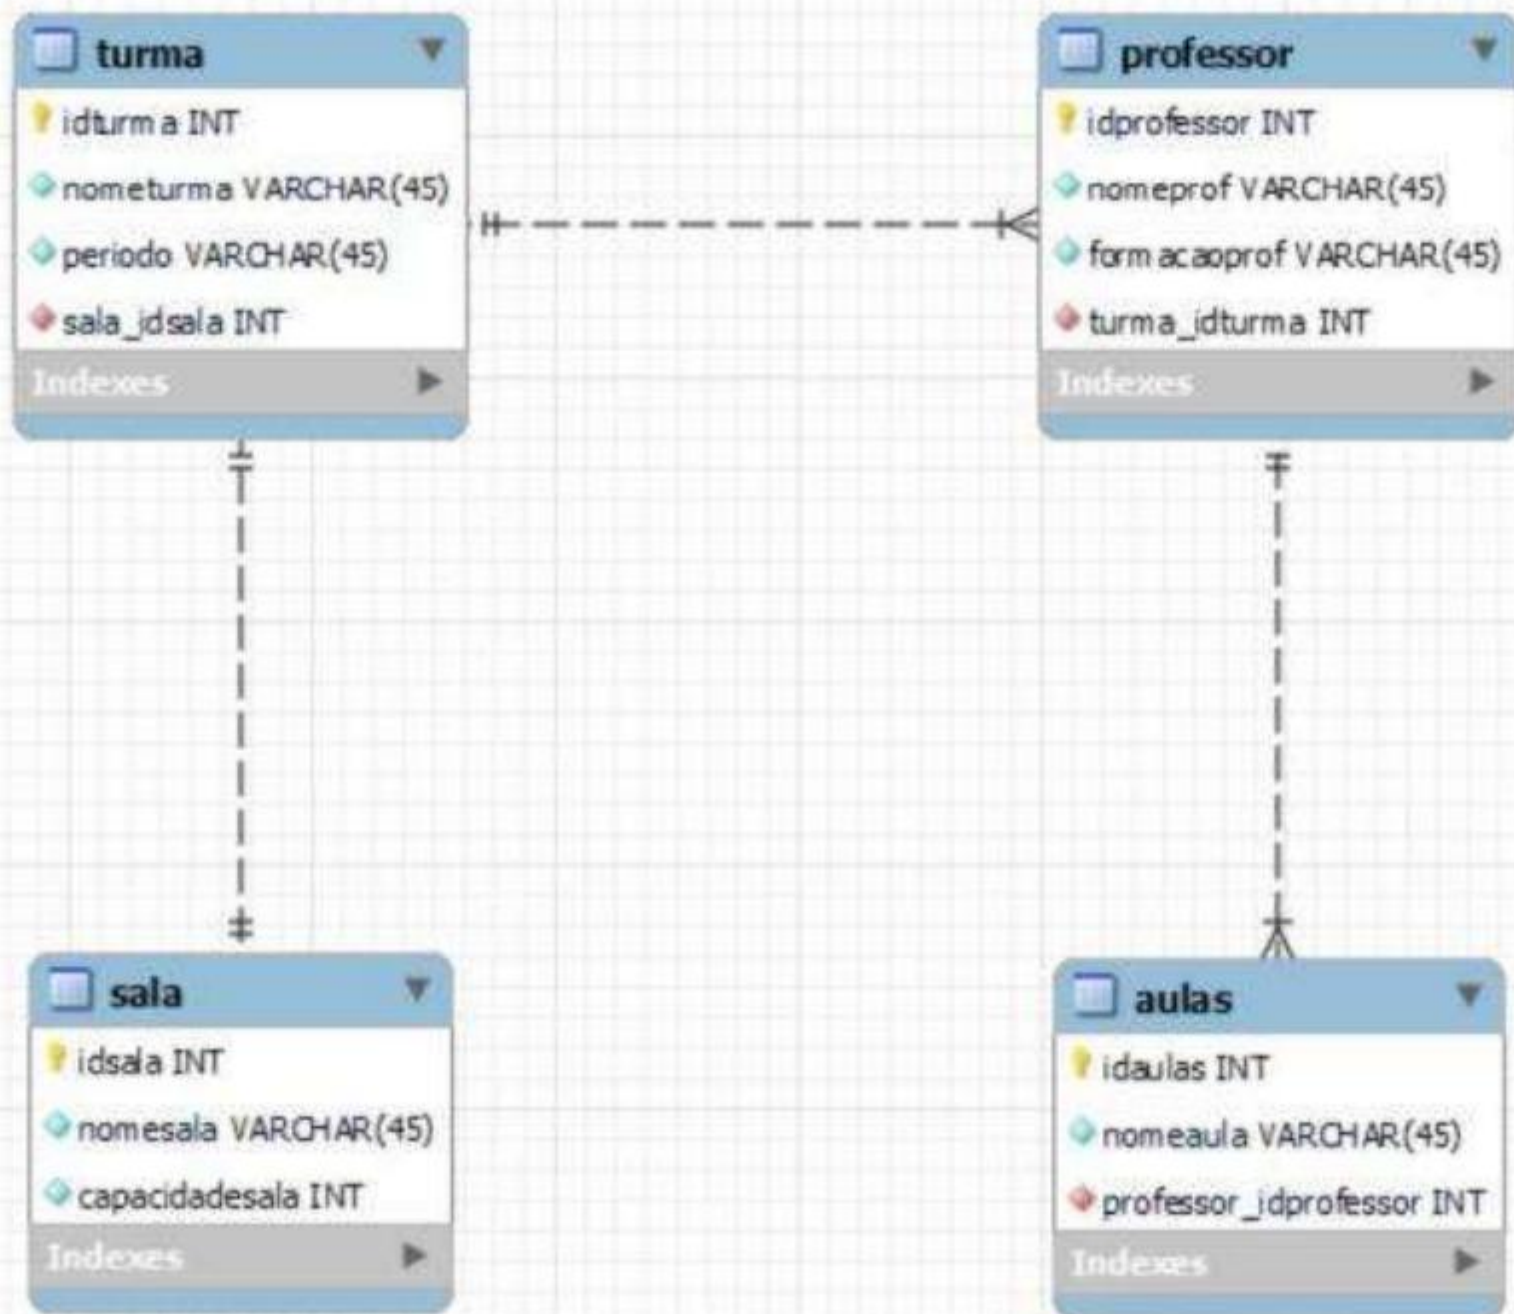 turma
idturma INT
nometurma VARCHAR(45)
periodo VARCHAR(45)
sala_idsala INT
Indexes
professor
idprofessor INT
nomeprof VARCHAR(45)
formacaoprof VARCHAR(45)
turma_idturma INT
Indexes
sala
idsala INT
nomesala VARCHAR(45)
capacidadesala INT
Indexes
aulas
idaulas INT
nomeaula VARCHAR(45)
professor_idprofessor INT
Indexes